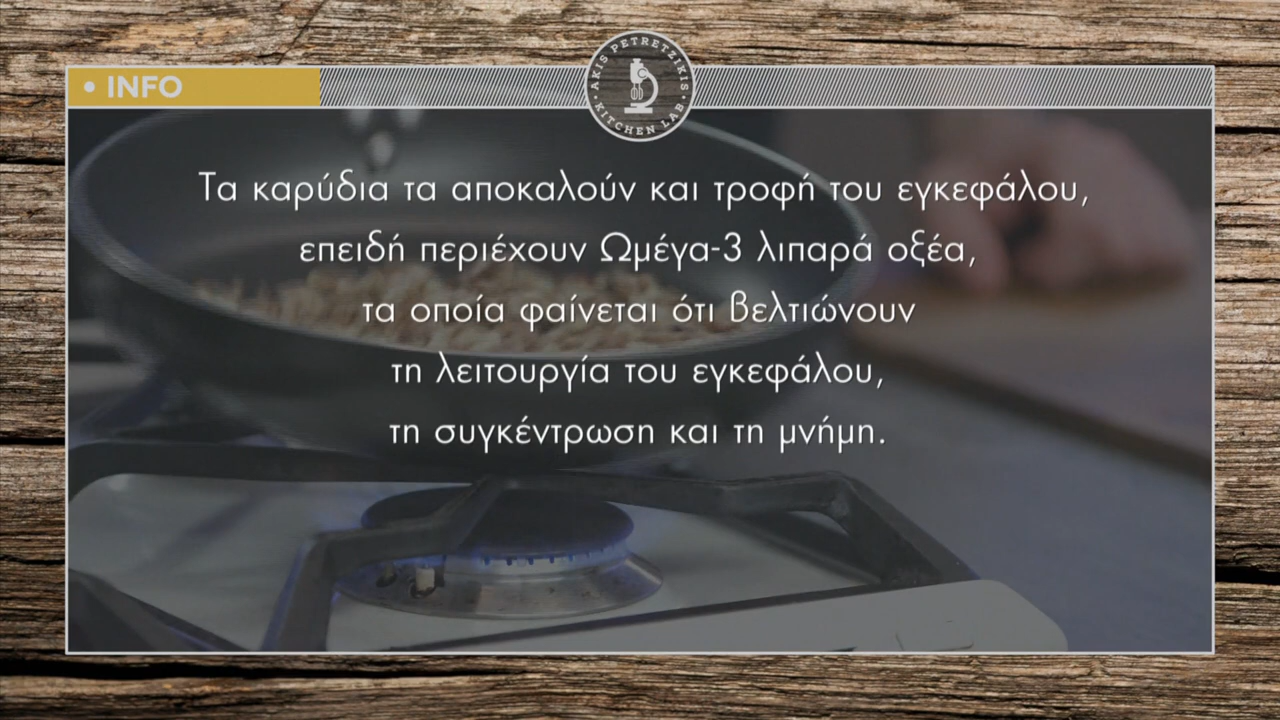 • INFO
AKIS PETRETZIKIS
• KITCHEN LAB •
Τα καρύδια τα αποκαλούν και τροφή του εγκεφάλου,
επειδή περιέχουν Ωμέγα-3 λιπαρά οξέα,
τα οποία φαίνεται ότι βελτιώνουν
τη λειτουργία του εγκεφάλου,
τη συγκέντρωση και τη μνήμη.